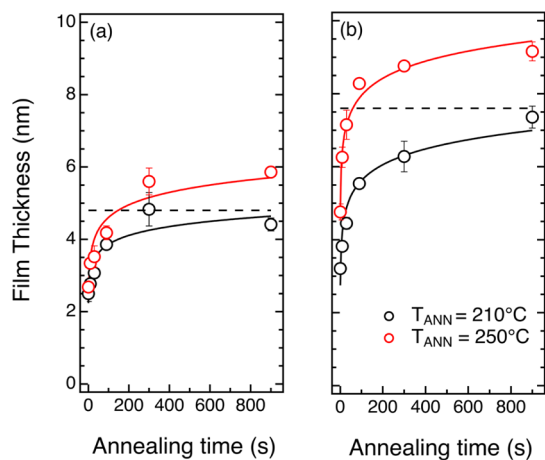 10
(a)
(b)
8
6
4
2
0
Film Thickness (nm)
T_ANN = 210°C
T_ANN = 250°C
0 200 400 600 800
0 200 400 600 800
Annealing time (s)
Annealing time (s)